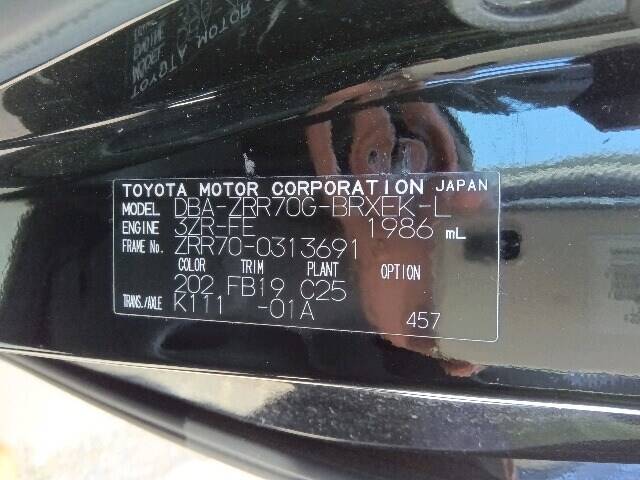 TOYOTA MOTOR CORPORATION JAPAN
MODEL DBA-ZRR70G-BRXEK-L
ENGINE 3ZR-FE 1986 mL
FRAME NO. ZRR70-0313691
COLOR TRIM PLANT OPTION
202 FB19 C25
TRANS./AXLE K111 -01A
457